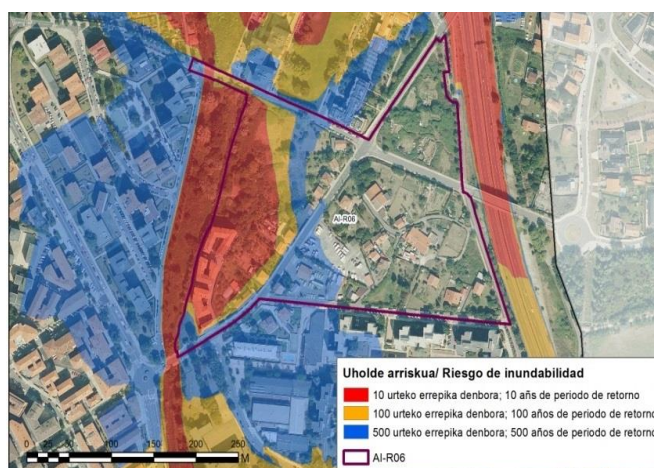 AI-R06
Uholde arriskua/ Riesgo de inundabilidad
10 urteko errepika denbora; 10 añs de periodo de retorno
100 urteko errepika denbora; 100 años de periodo de retorno
500 urteko errepika denbora; 500 años de periodo de retorno
AI-R06
0 25 50 100 150 200 250
M